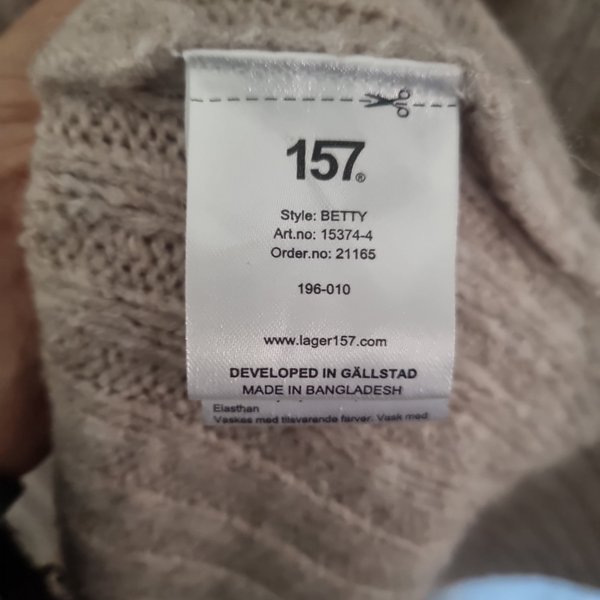 157®
Style: BETTY
Art.no: 15374-4
Order.no: 21165
196-010
www.lager157.com
DEVELOPED IN GÄLLSTAD
MADE IN BANGLADESH
Elasthan
Vaskes med tilsvarende farver. Vask med